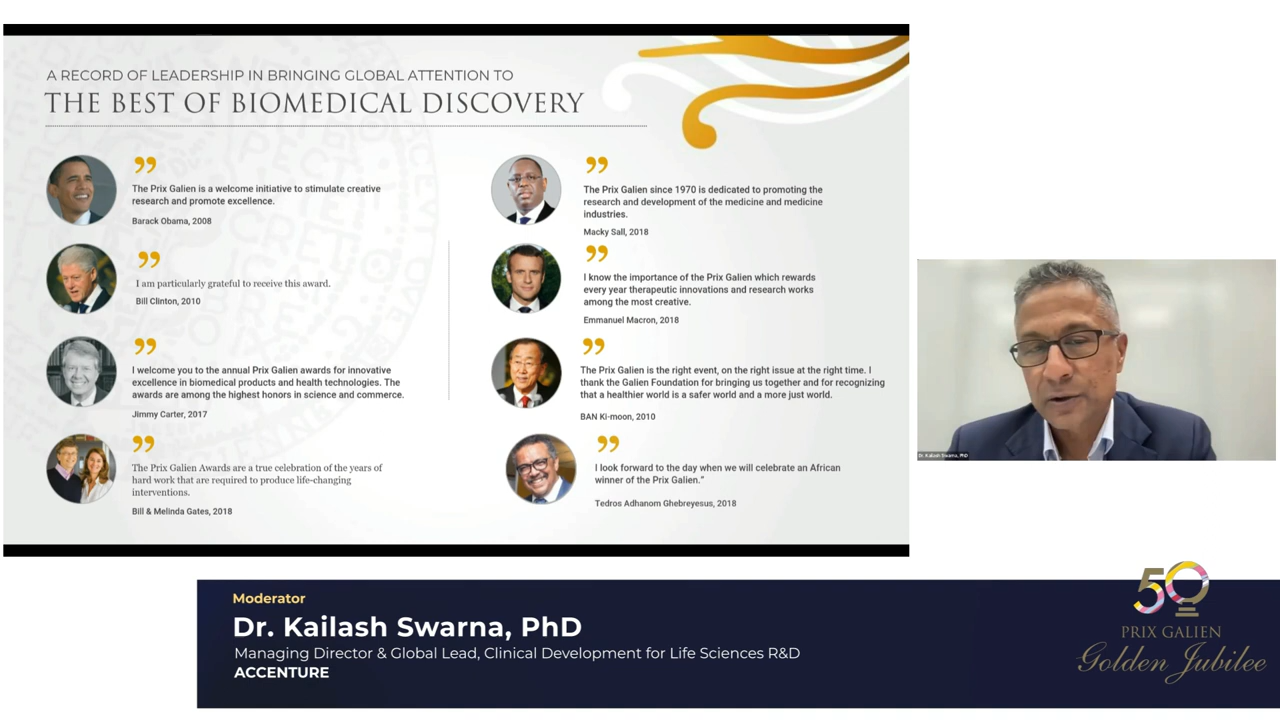 A RECORD OF LEADERSHIP IN BRINGING GLOBAL ATTENTION TO
THE BEST OF BIOMEDICAL DISCOVERY
The Prix Galien is a welcome initiative to stimulate creative
research and promote excellence.
Barack Obama, 2008
I am particularly grateful to receive this award.
Bill Clinton, 2010
I welcome you to the annual Prix Galien awards for innovative
excellence in biomedical products and health technologies. The
awards are among the highest honors in science and commerce.
Jimmy Carter, 2017
The Prix Galien Awards are a true celebration of the years of
hard work that are required to produce life-changing
interventions.
Bill & Melinda Gates, 2018
The Prix Galien since 1970 is dedicated to promoting the
research and development of the medicine and medicine
industries.
Macky Sall, 2018
I know the importance of the Prix Galien which rewards
every year therapeutic innovations and research works
among the most creative.
Emmanuel Macron, 2018
The Prix Galien is the right event, on the right issue at the right time. I
thank the Galien Foundation for bringing us together and for recognizing
that a healthier world is a safer world and a more just world.
BAN Ki-moon, 2010
I look forward to the day when we will celebrate an African
winner of the Prix Galien.”
Tedros Adhanom Ghebreyesus, 2018
Dr. Kailash Swarna, PhD
Moderator
Dr. Kailash Swarna, PhD
Managing Director & Global Lead, Clinical Development for Life Sciences R&D
ACCENTURE
50
PRIX GALIEN
Golden Jubilee